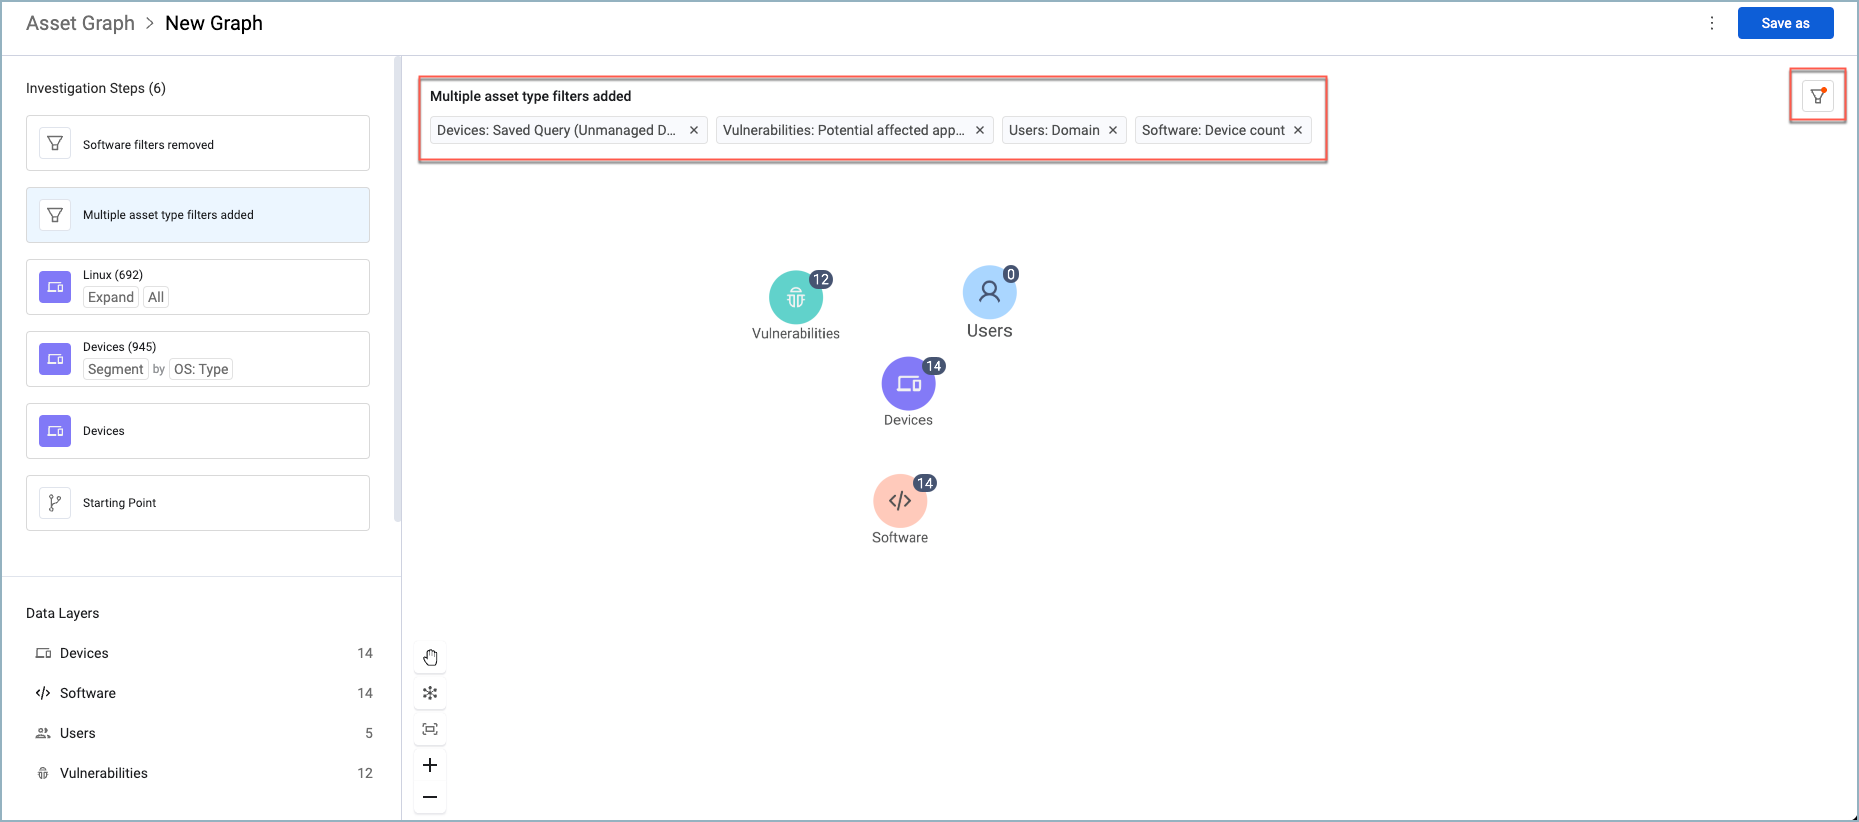 Asset Graph > New Graph
Save as
Investigation Steps (6)
Software filters removed
Multiple asset type filters added
Linux (692)
Expand All
Devices (945)
Segment by OS: Type
Devices
Starting Point
Data Layers
Devices 14
Software 14
Users 5
Vulnerabilities 12
Multiple asset type filters added
Devices: Saved Query (Unmanaged D... × Vulnerabilities: Potential affected app... × Users: Domain × Software: Device count ×
12
Vulnerabilities
0
Users
14
Devices
14
Software